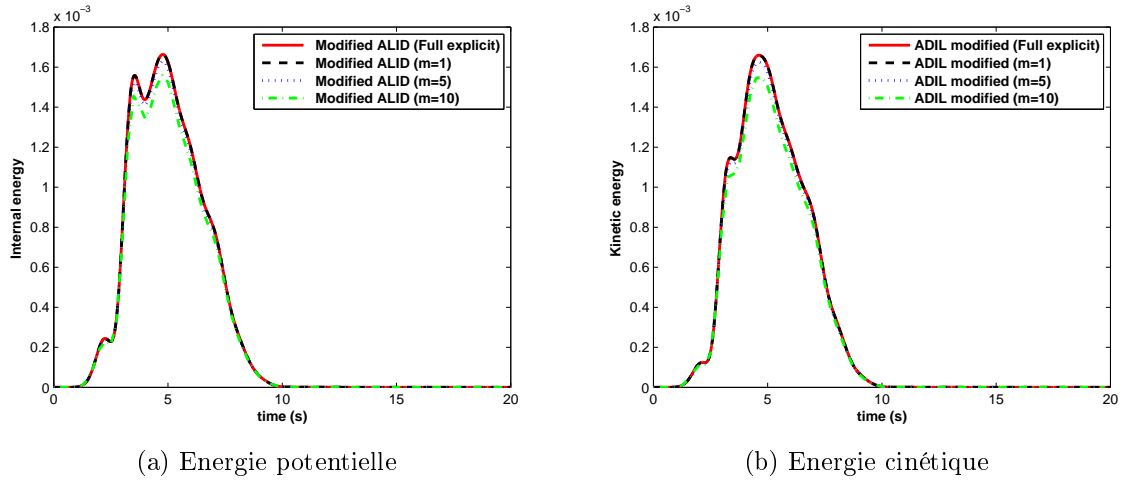 x 10⁻³
1.8
1.6
1.4
1.2
1
0.8
0.6
0.4
0.2
0
0 5 10 15 20
Internal energy
time (s)
Modified ALID (Full explicit)
Modified ALID (m=1)
Modified ALID (m=5)
Modified ALID (m=10)
(a) Energie potentielle
x 10⁻³
1.8
1.6
1.4
1.2
1
0.8
0.6
0.4
0.2
0
0 5 10 15 20
Kinetic energy
time (s)
ADIL modified (Full explicit)
ADIL modified (m=1)
ADIL modified (m=5)
ADIL modified (m=10)
(b) Energie cinétique